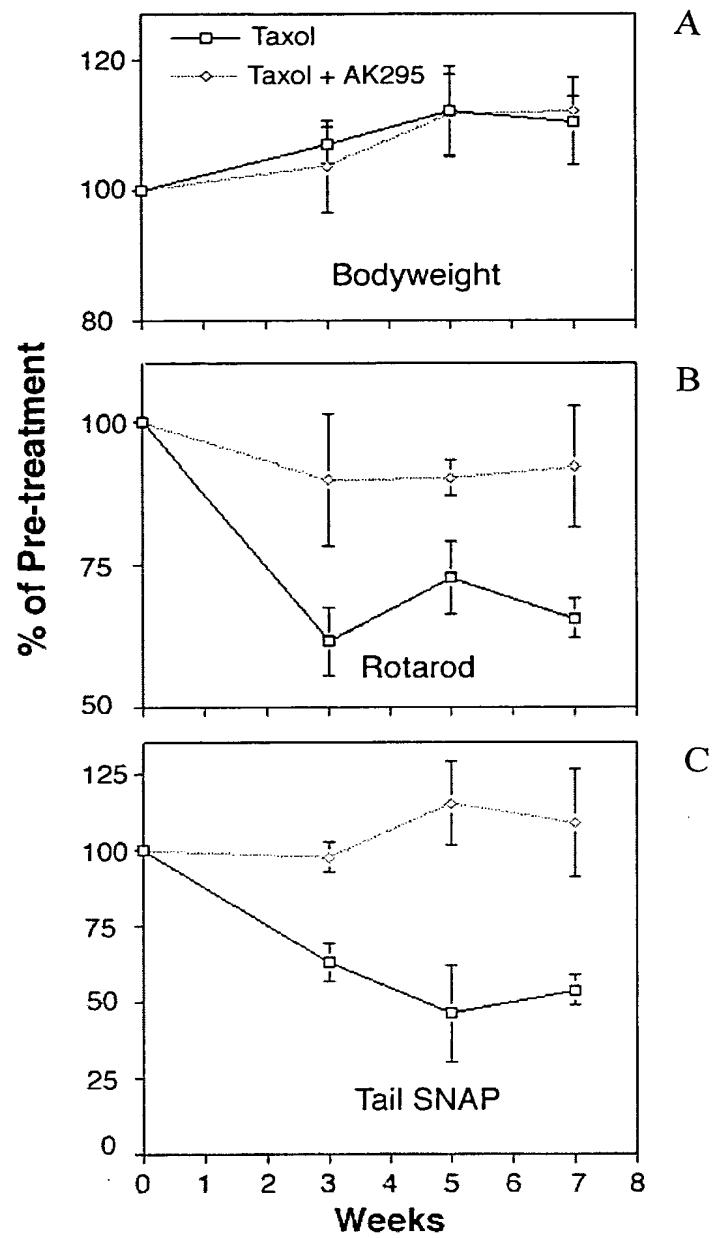 A
Taxol
Taxol + AK295
120
100
80
Bodyweight
B
100
75
50
Rotarod
% of Pre-treatment
C
125
100
75
50
25
0
Tail SNAP
0 1 2 3 4 5 6 7 8
Weeks